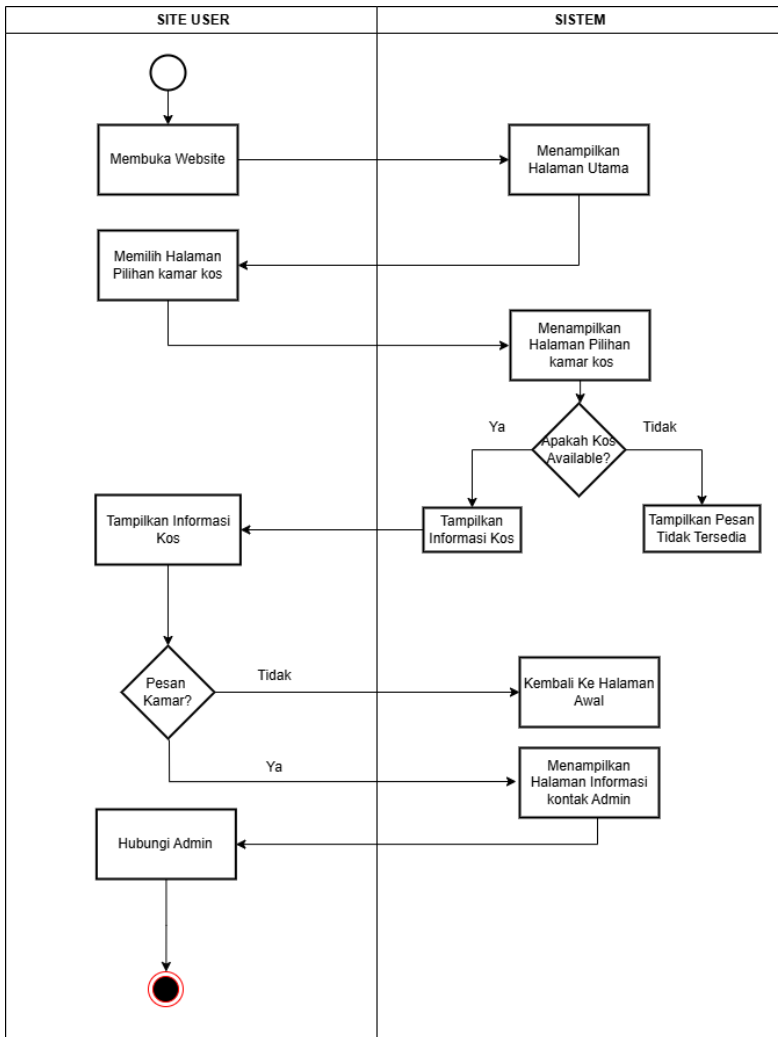 SITE USER
SISTEM
Membuka Website
Menampilkan
Halaman Utama
Memilih Halaman
Pilihan kamar kos
Menampilkan
Halaman Pilihan
kamar kos
Ya
Apakah Kos
Available?
Tidak
Tampilkan Informasi
Kos
Tampilkan
Informasi Kos
Tampilkan Pesan
Tidak Tersedia
Pesan
Kamar?
Tidak
Kembali Ke Halaman
Awal
Ya
Menampilkan
Halaman Informasi
kontak Admin
Hubungi Admin